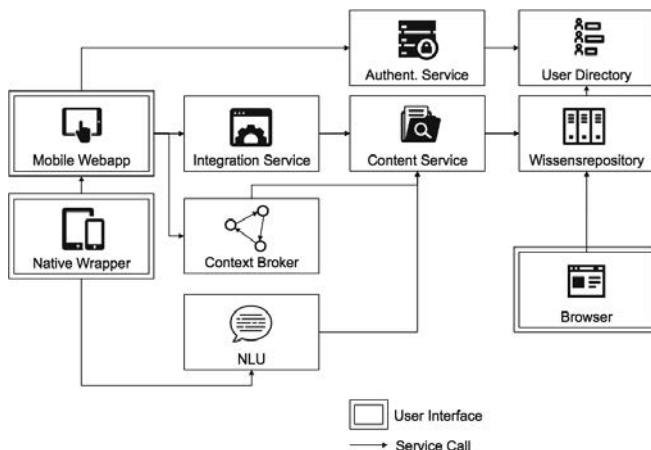 Authent. Service
User Directory
Mobile Webapp
Integration Service
Content Service
Wissensrepository
Native Wrapper
Context Broker
Browser
NLU
User Interface
Service Call